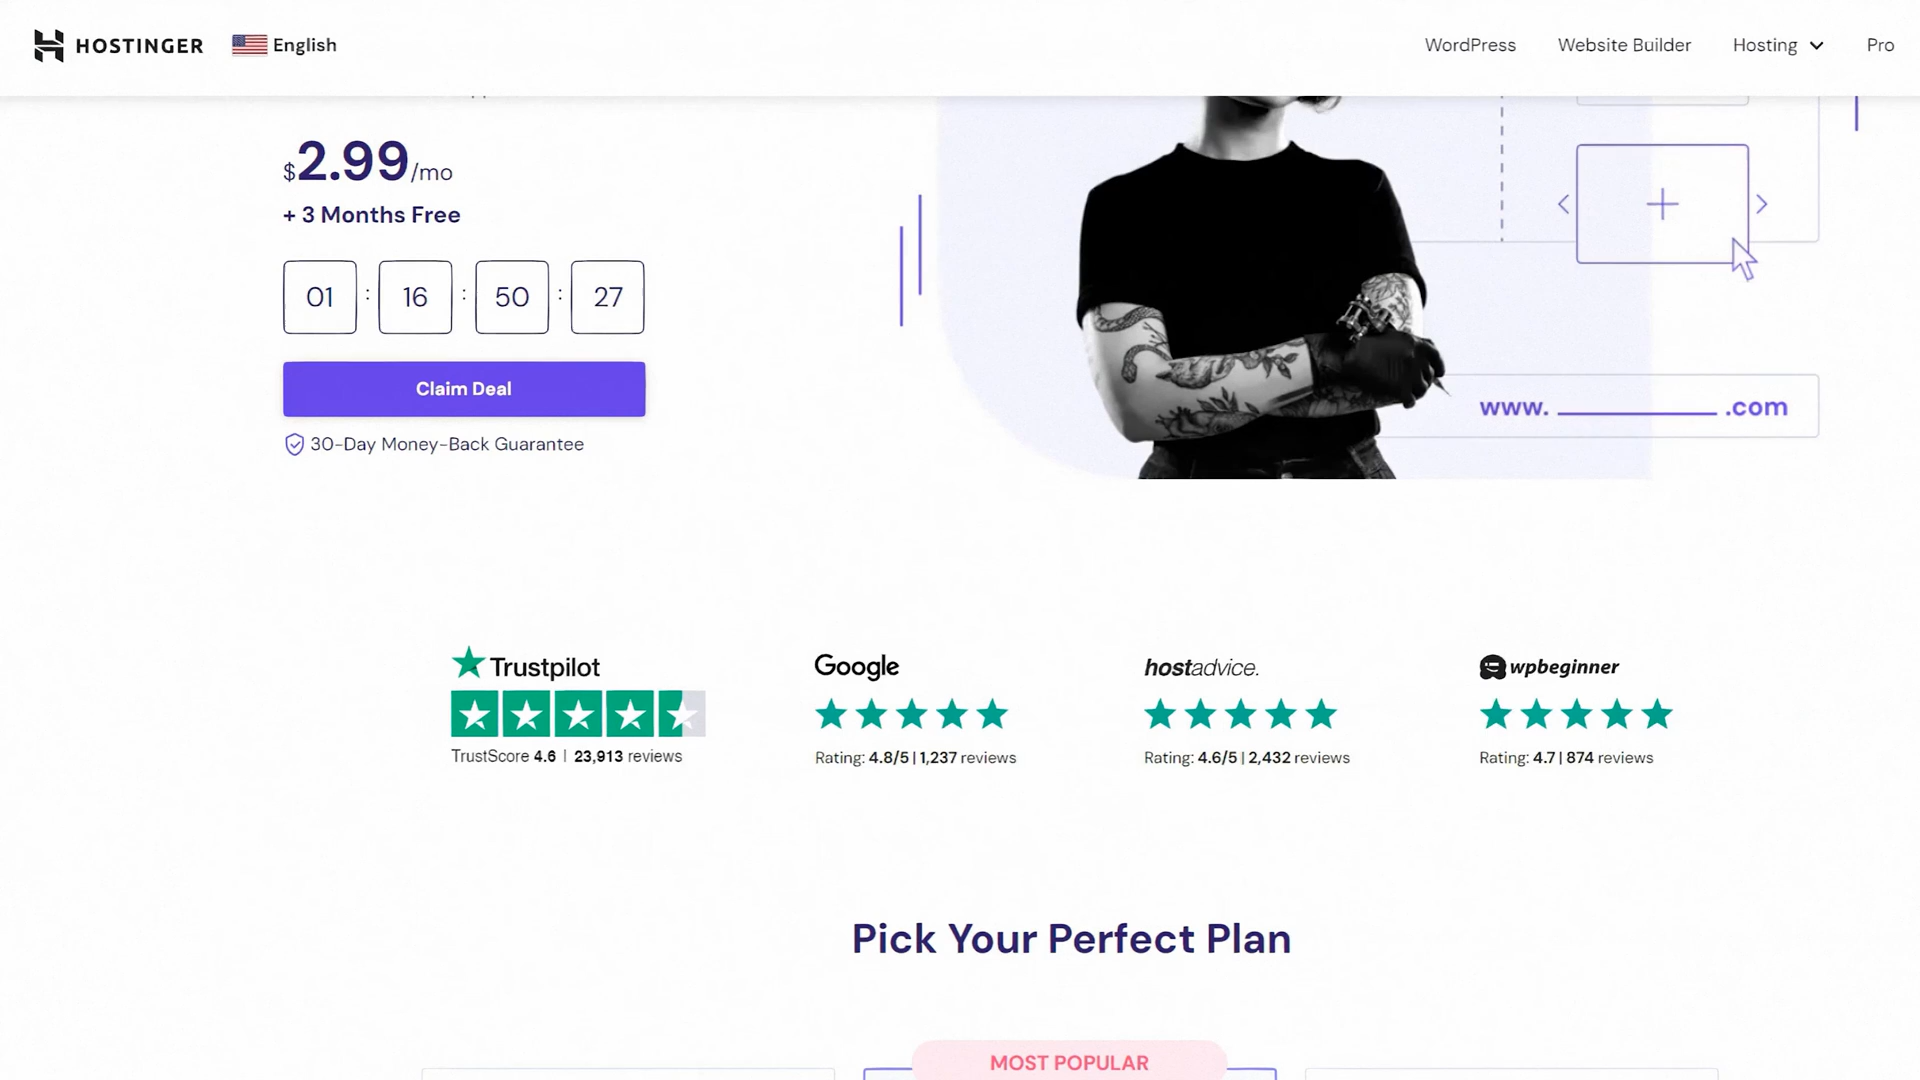 HOSTINGER
English
WordPress
Website Builder
Hosting
Pro
$2.99/mo
+ 3 Months Free
01 : 16 : 50 : 27
Claim Deal
30-Day Money-Back Guarantee
www. ________ .com
Trustpilot
TrustScore 4.6 | 23,913 reviews
Google
Rating: 4.8/5 | 1,237 reviews
hostadvice.
Rating: 4.6/5 | 2,432 reviews
wpbeginner
Rating: 4.7 | 874 reviews
Pick Your Perfect Plan
MOST POPULAR